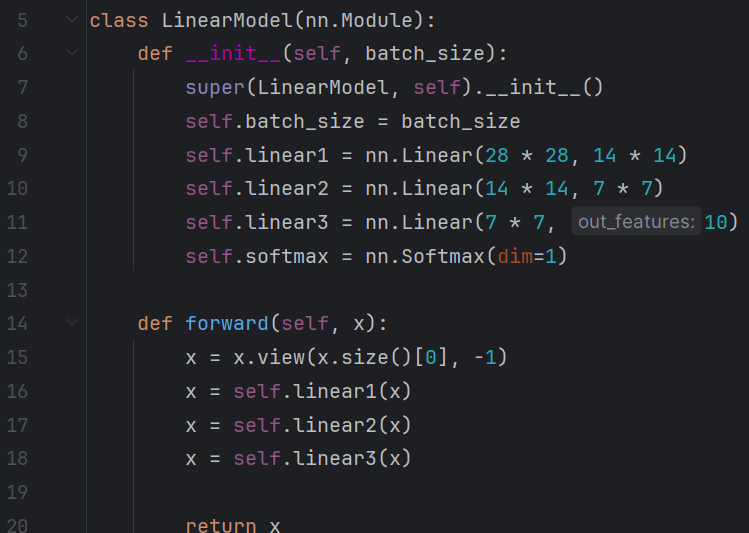 5 class LinearModel(nn.Module):
6 def __init__(self, batch_size):
7 super(LinearModel, self).__init__()
8 self.batch_size = batch_size
9 self.linear1 = nn.Linear(28 * 28, 14 * 14)
10 self.linear2 = nn.Linear(14 * 14, 7 * 7)
11 self.linear3 = nn.Linear(7 * 7, out_features: 10)
12 self.softmax = nn.Softmax(dim=1)
13
14 def forward(self, x):
15 x = x.view(x.size()[0], -1)
16 x = self.linear1(x)
17 x = self.linear2(x)
18 x = self.linear3(x)
19
20 return x